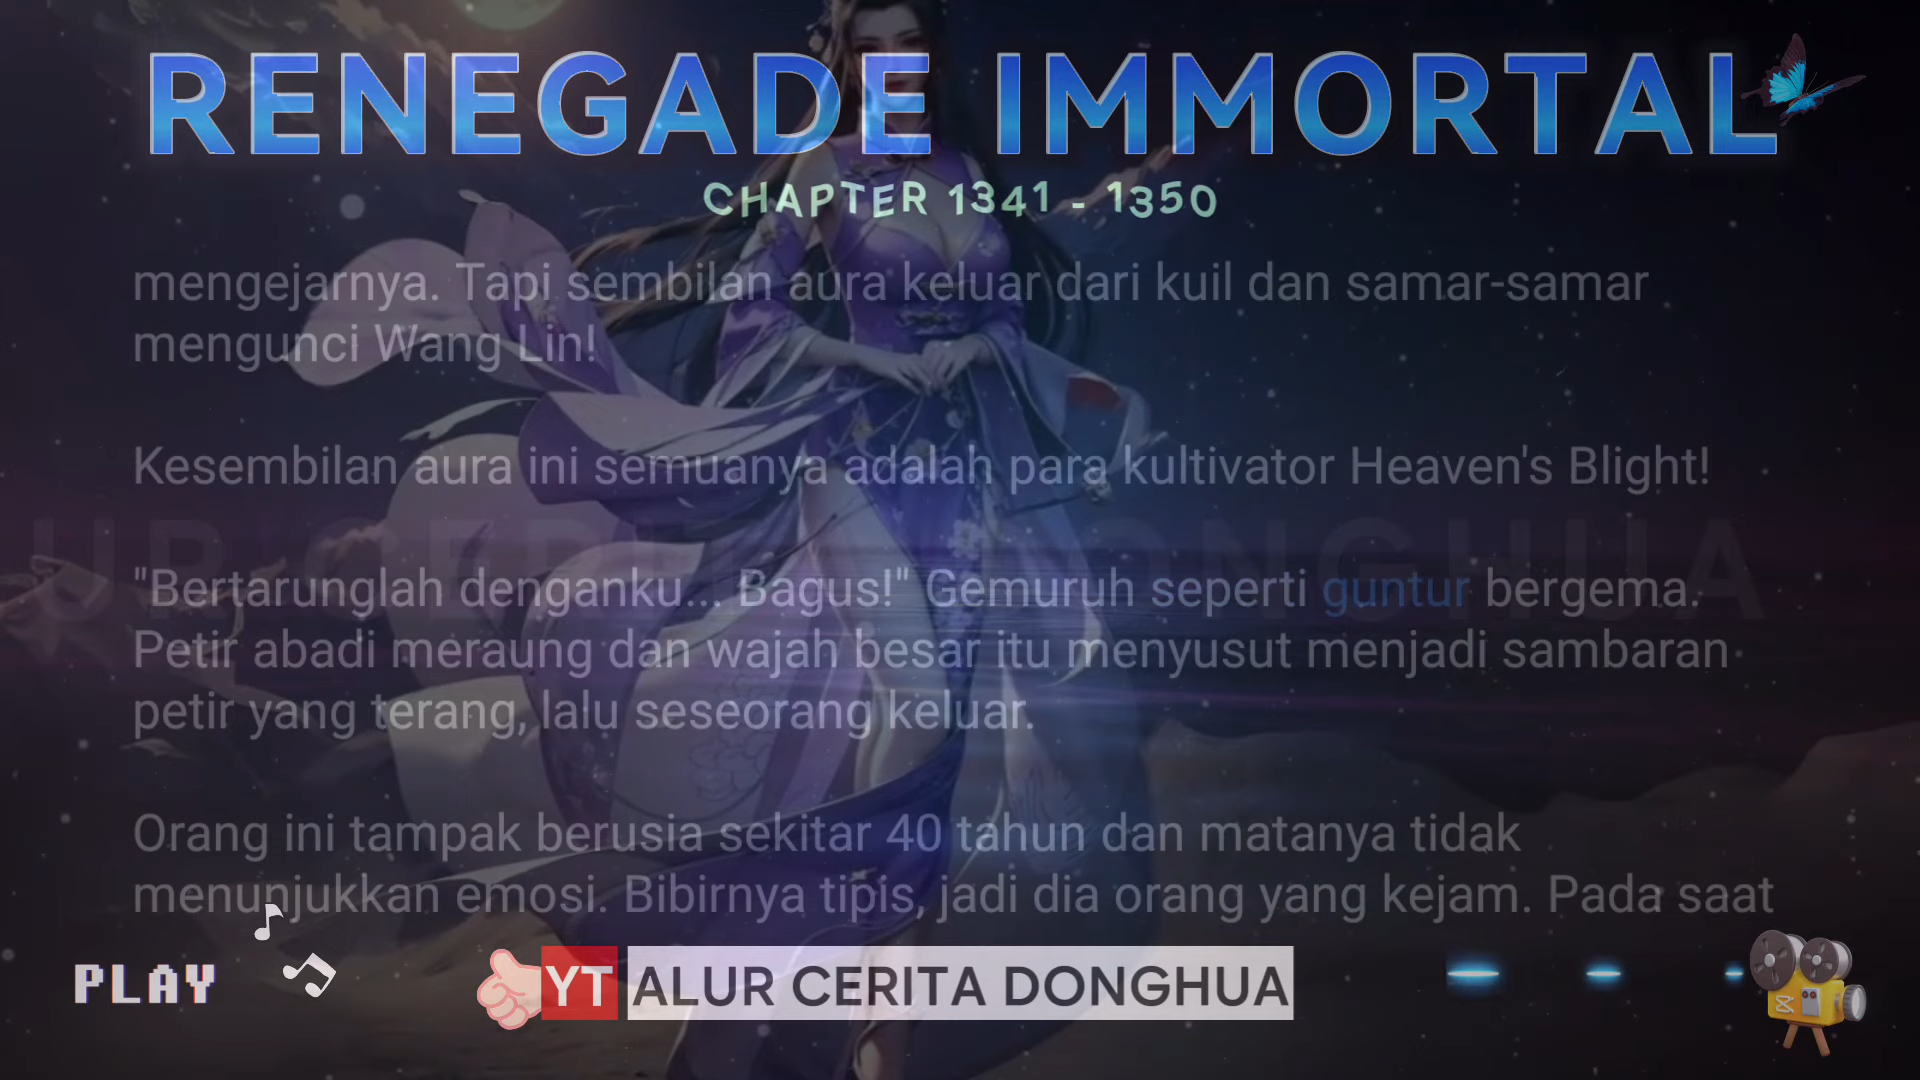 RENEGADE IMMORTAL
CHAPTER 1341 - 1350
mengejarnya. Tapi sembilan aura keluar dari kuil dan samar-samar
mengunci Wang Lin!
Kesembilan aura ini semuanya adalah para kultivator Heaven's Blight!
"Bertarunglah denganku... Bagus!" Gemuruh seperti guntur bergema.
Petir abadi meraung dan wajah besar itu menyusut menjadi sambaran
petir yang terang, lalu seseorang keluar.
Orang ini tampak berusia sekitar 40 tahun dan matanya tidak
menunjukkan emosi. Bibirnya tipis, jadi dia orang yang kejam. Pada saat
PLAY
YT ALUR CERITA DONGHUA